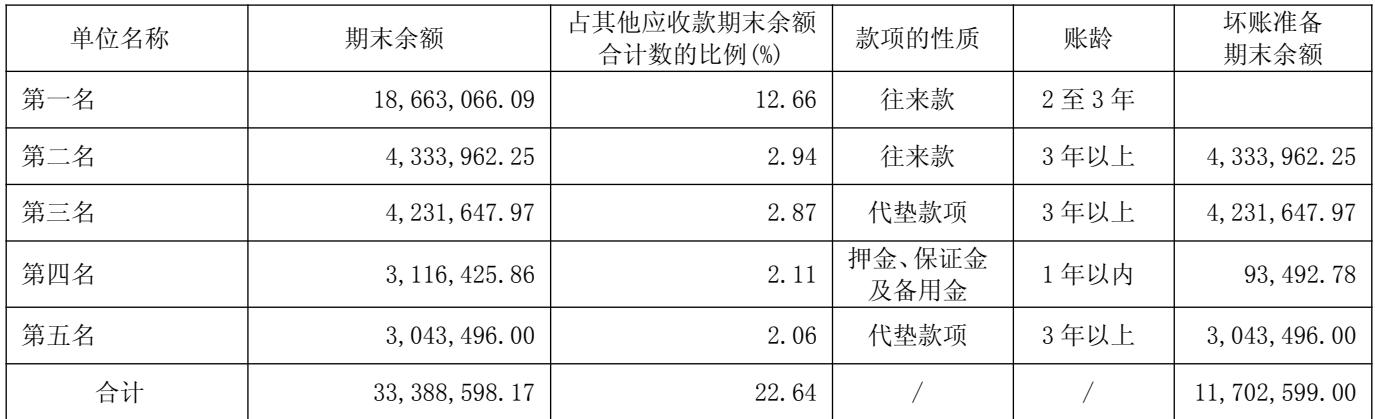 单位名称 期末余额 占其他应收款期末余额合计数的比例(%) 款项的性质 账龄 坏账准备期末余额
第一名 18,663,066.09 12.66 往来款 2至3年
第二名 4,333,962.25 2.94 往来款 3年以上 4,333,962.25
第三名 4,231,647.97 2.87 代垫款项 3年以上 4,231,647.97
第四名 3,116,425.86 2.11 押金、保证金及备用金 1年以内 93,492.78
第五名 3,043,496.00 2.06 代垫款项 3年以上 3,043,496.00
合计 33,388,598.17 22.64 / / 11,702,599.00